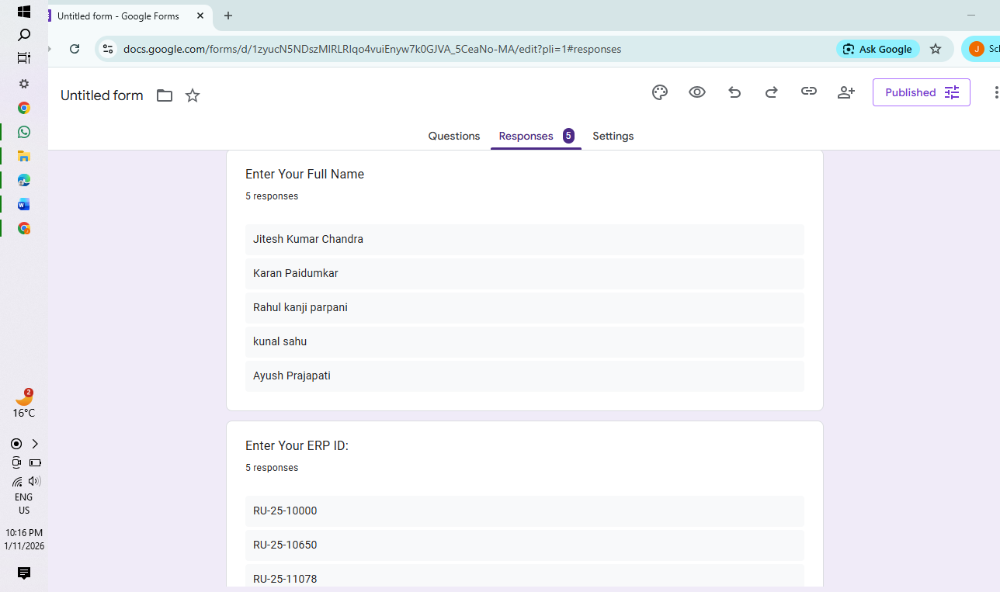 Untitled form - Google Forms
docs.google.com/forms/d/1zyucN5NDszMIRLRIqo4vuiEnyw7k0GJVA_5CeaNo-MA/edit?pli=1#responses
Ask Google
J
Untitled form
Published
Questions
Responses 5
Settings
Enter Your Full Name
5 responses
Jitesh Kumar Chandra
Karan Paidumkar
Rahul kanji parpani
kunal sahu
Ayush Prajapati
Enter Your ERP ID:
5 responses
RU-25-10000
RU-25-10650
RU-25-11078
2
16°C
ENG
US
10:16 PM
1/11/2026